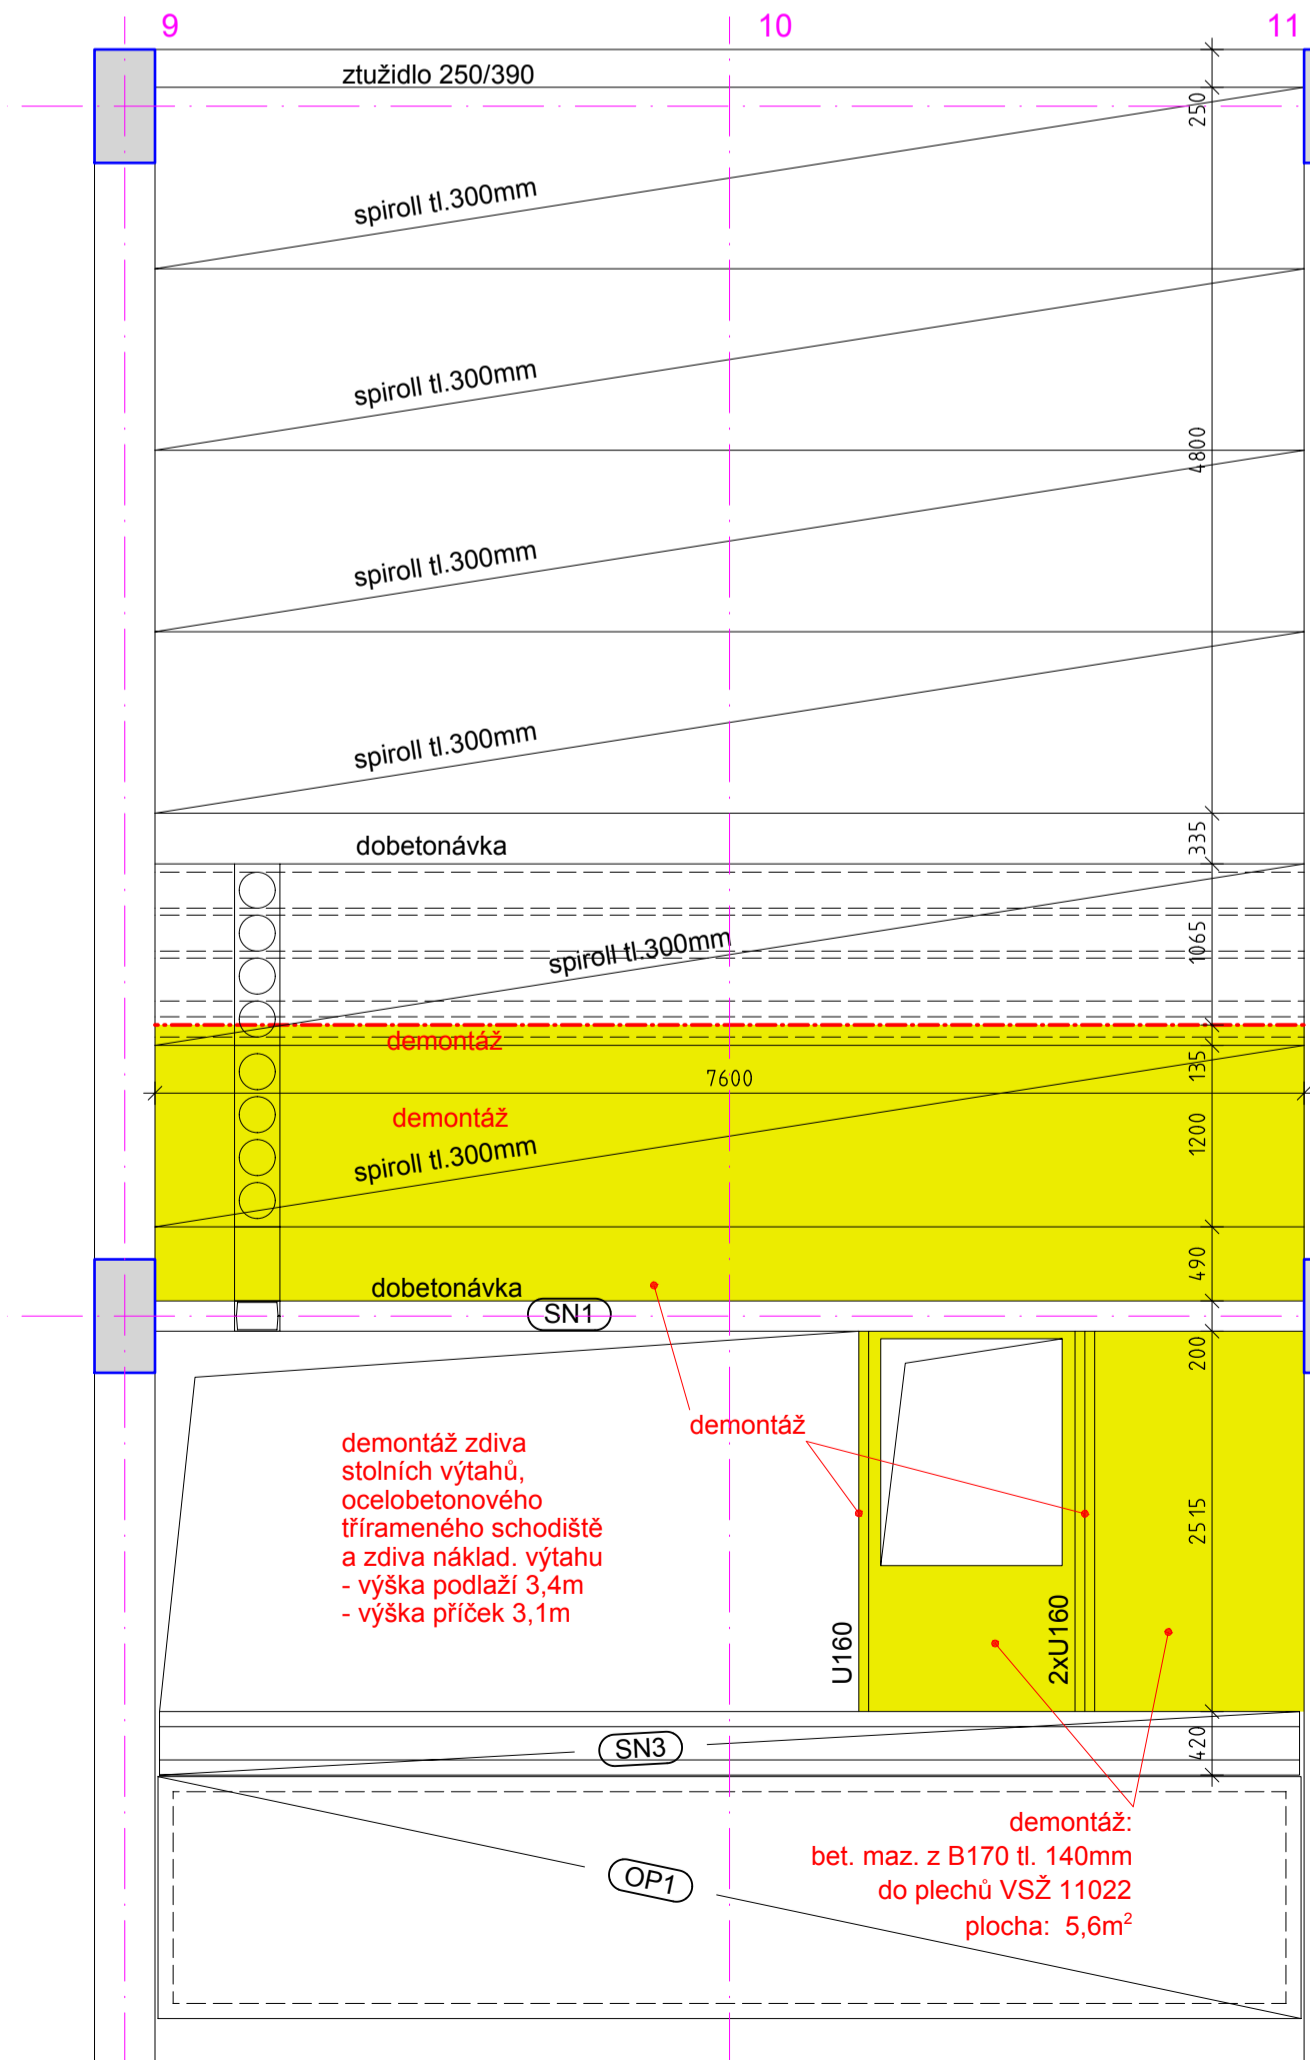 9
10
11
ztužidlo 250/390
250
spiroll tl.300mm
spiroll tl.300mm
4800
spiroll tl.300mm
spiroll tl.300mm
dobetonávka
335
spiroll tl.300mm
1065
demontáž
135
7600
demontáž
1200
spiroll tl.300mm
490
dobetonávka
SN1
200
demontáž
demontáž zdiva
stolních výtahů,
ocelobetonového
třírameného schodiště
a zdiva náklad. výtahu
- výška podlaží 3,4m
- výška příček 3,1m
2515
U160
2xU160
SN3
420
demontáž:
bet. maz. z B170 tl. 140mm
do plechů VSŽ 11022
plocha: 5,6m²
OP1